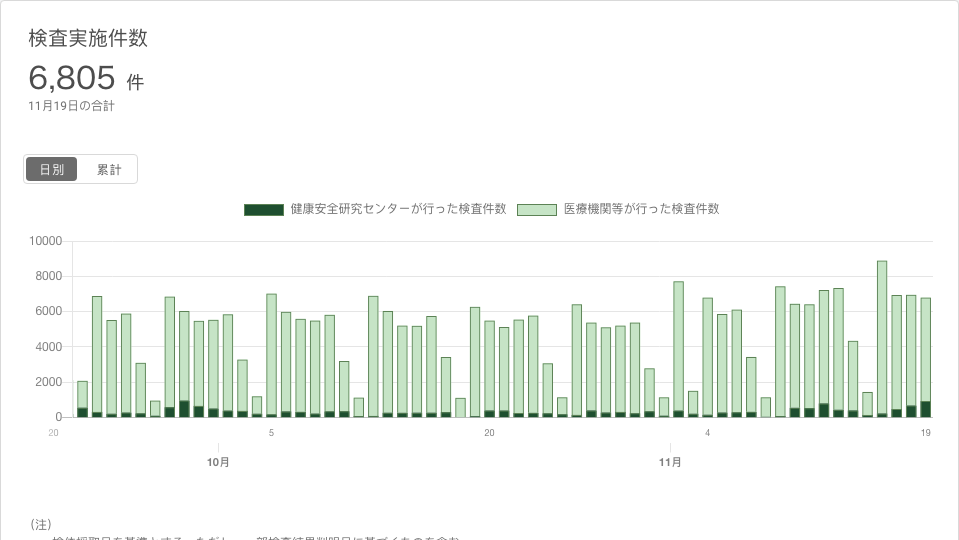 検査実施件数
6,805 件
11月19日の合計
日別 累計
健康安全研究センターが行った検査件数 医療機関等が行った検査件数
10000
8000
6000
4000
2000
0
20 5 20 4 19
10月 11月
（注）